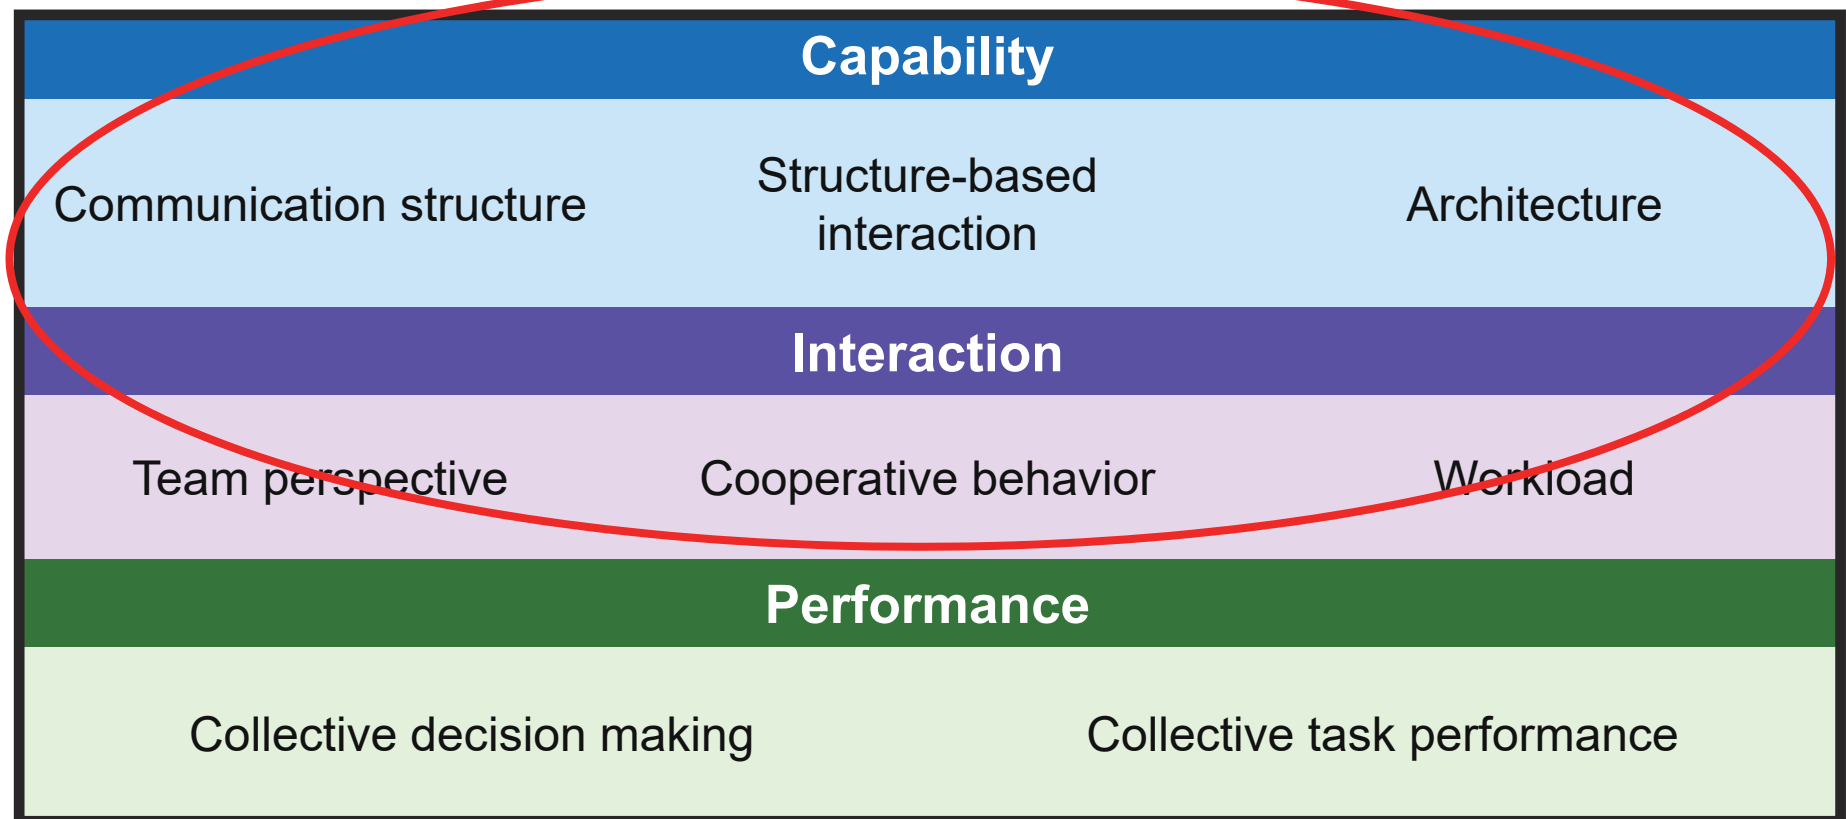 Capability
Communication structure
Structure-based
interaction
Architecture
Interaction
Team perspective
Cooperative behavior
Workload
Performance
Collective decision making
Collective task performance